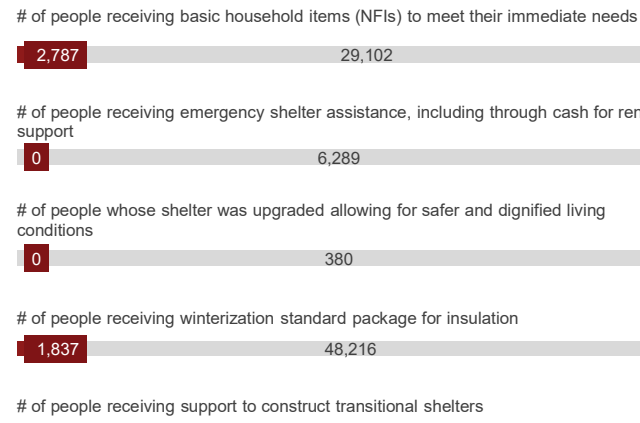 # of people receiving basic household items (NFIs) to meet their immediate needs
2,787 29,102
# of people receiving emergency shelter assistance, including through cash for
support
0 6,289
# of people whose shelter was upgraded allowing for safer and dignified living
conditions
0 380
# of people receiving winterization standard package for insulation
1,837 48,216
# of people receiving support to construct transitional shelters